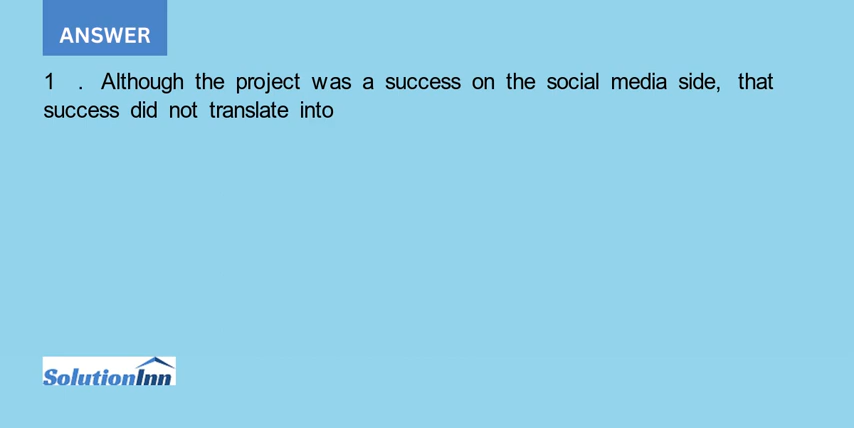 ANSWER
1 . Although the project was a success on the social media side, that
success did not translate into
SolutionInn